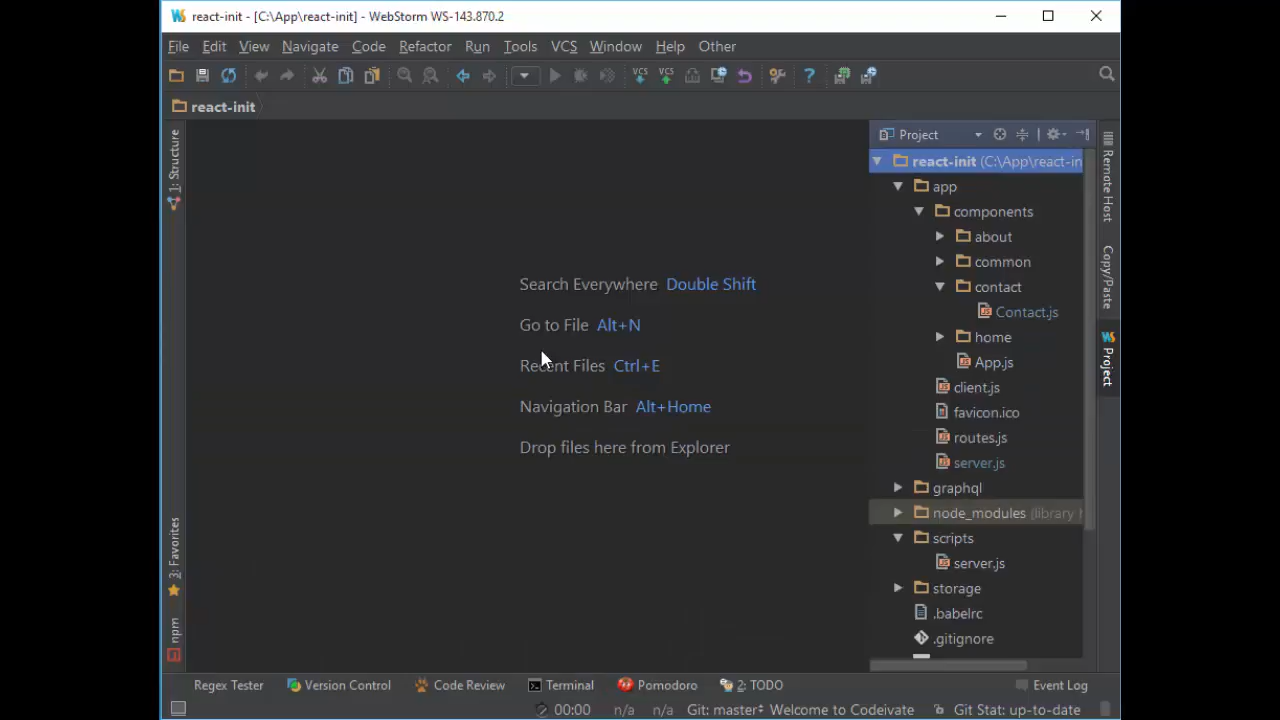 react-init - [C:\App\react-init] - WebStorm WS-143.870.2
File Edit View Navigate Code Refactor Run Tools VCS Window Help Other
VCS VCS
react-init
Project
1: Structure
Remote Host
Copy/Paste
Project
react-init (C:\App\react-in
app
components
about
common
contact
Contact.js
home
App.js
client.js
favicon.ico
routes.js
server.js
graphql
node_modules (library h
scripts
server.js
storage
.babelrc
.gitignore
Search Everywhere Double Shift
Go to File Alt+N
Recent Files Ctrl+E
Navigation Bar Alt+Home
Drop files here from Explorer
3: Favorites
npm
Regex Tester Version Control Code Review Terminal Pomodoro 2: TODO Event Log
00:00 n/a n/a Git: master Welcome to Codeivate Git Stat: up-to-date